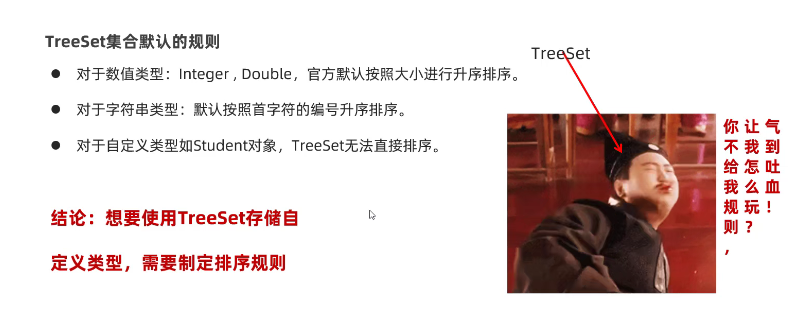 TreeSet集合默认的规则
对于数值类型：Integer , Double，官方默认按照大小进行升序排序。
对于字符串类型：默认按照首字符的编号升序排序。
对于自定义类型如Student对象，TreeSet无法直接排序。
结论：想要使用TreeSet存储自
定义类型，需要制定排序规则
TreeSet
气到吐血！
让我怎么玩？
你不给我规则，